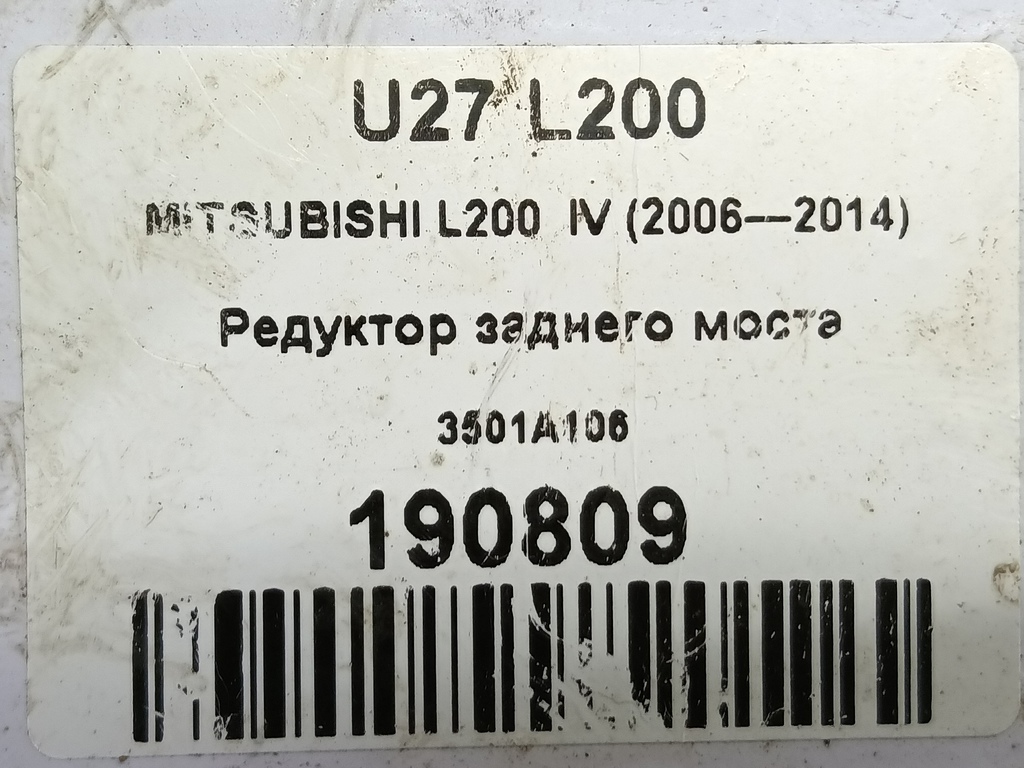 U27 L200
MITSUBISHI L200 IV (2006—2014)
Редуктор заднего моста
3501A106
190809